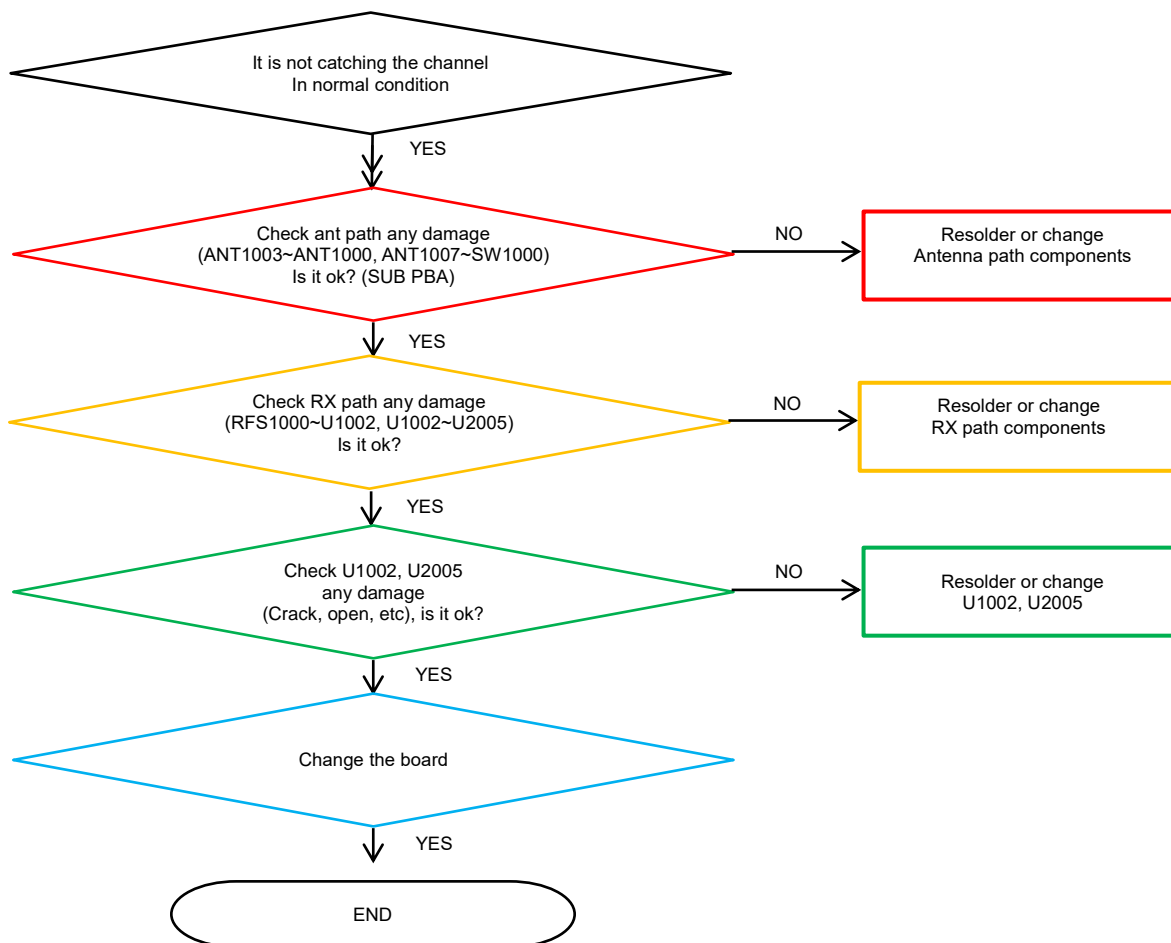 It is not catching the channel
In normal condition
YES
Check ant path any damage
(ANT1003~ANT1000, ANT1007~SW1000)
Is it ok? (SUB PBA)
NO
Resolder or change
Antenna path components
YES
Check RX path any damage
(RFS1000~U1002, U1002~U2005)
Is it ok?
NO
Resolder or change
RX path components
YES
Check U1002, U2005
any damage
(Crack, open, etc), is it ok?
NO
Resolder or change
U1002, U2005
YES
Change the board
YES
END